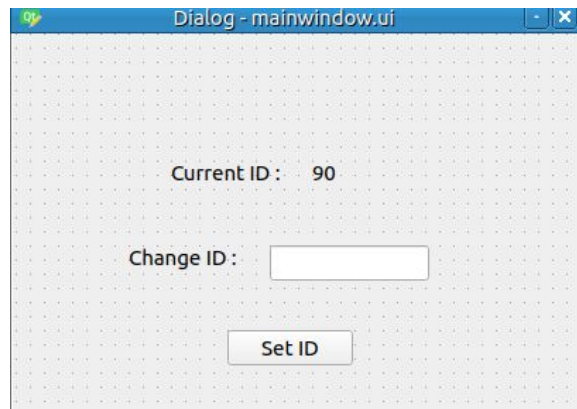 Dialog - mainwindow.ui
Current ID : 90
Change ID :
Set ID